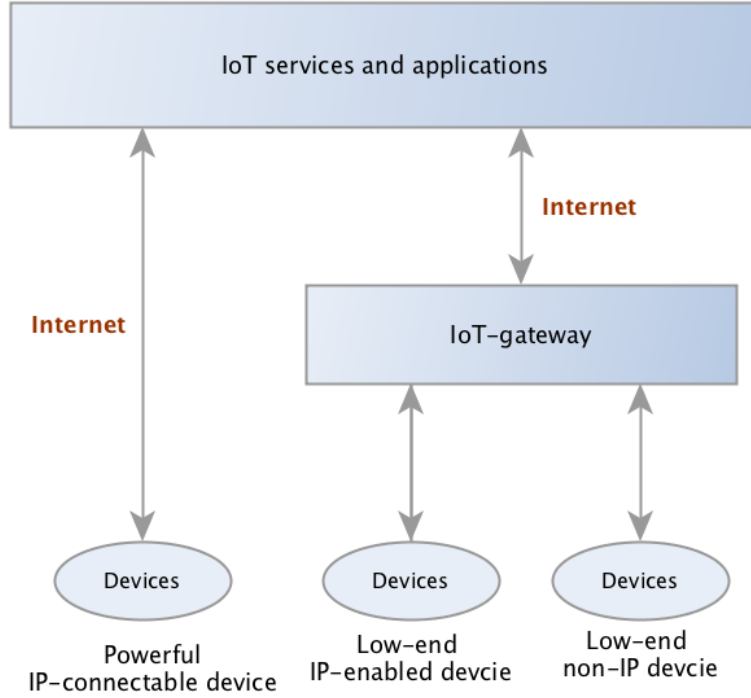 IoT services and applications
Internet
Internet
IoT-gateway
Devices
Devices
Devices
Powerful
IP-connectable device
Low-end
IP-enabled devcie
Low-end
non-IP devcie